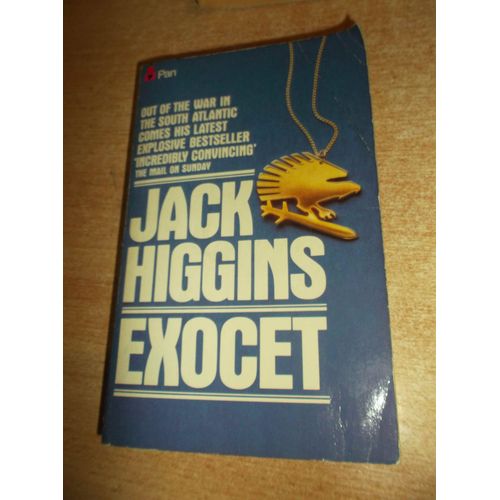 Pan
OUT OF THE WAR IN
THE SOUTH ATLANTIC
COMES HIS LATEST
EXPLOSIVE BESTSELLER
'INCREDIBLY CONVINCING'
THE MAIL ON SUNDAY
JACK
HIGGINS
EXOCET